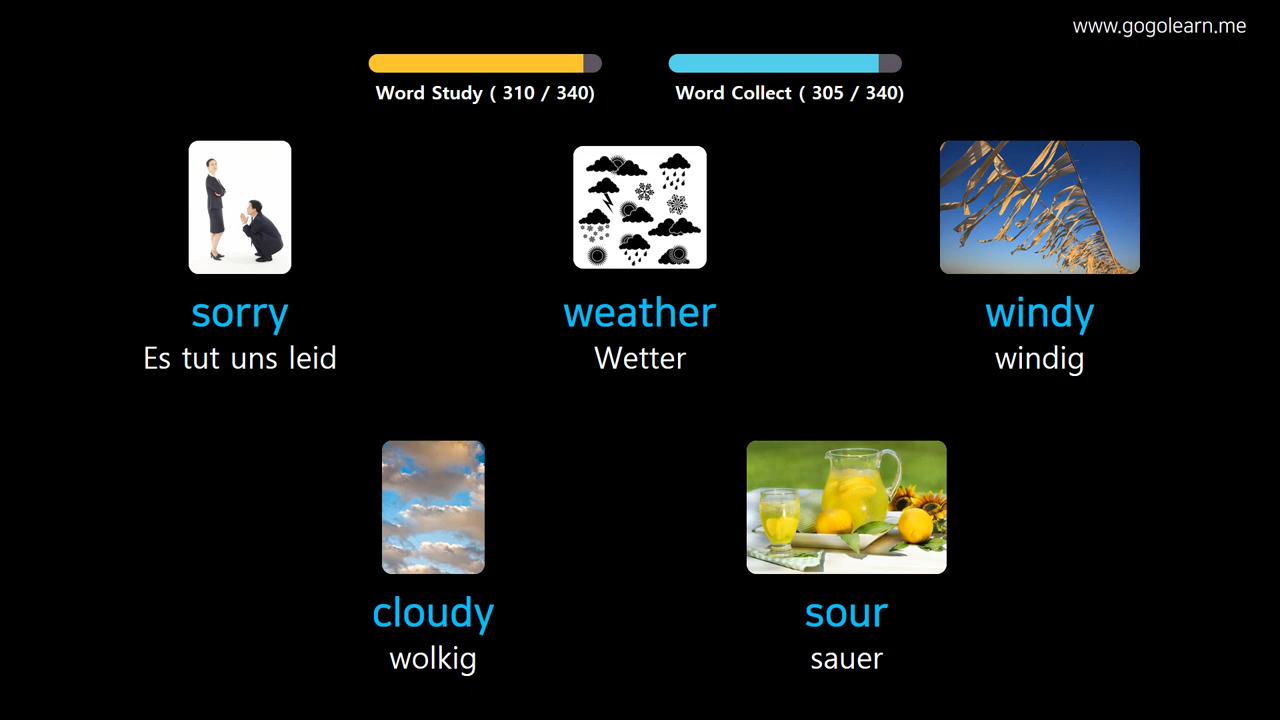 www.gogolearn.me
Word Study ( 310 / 340)
Word Collect ( 305 / 340)
sorry
Es tut uns leid
weather
Wetter
windy
windig
cloudy
wolkig
sour
sauer